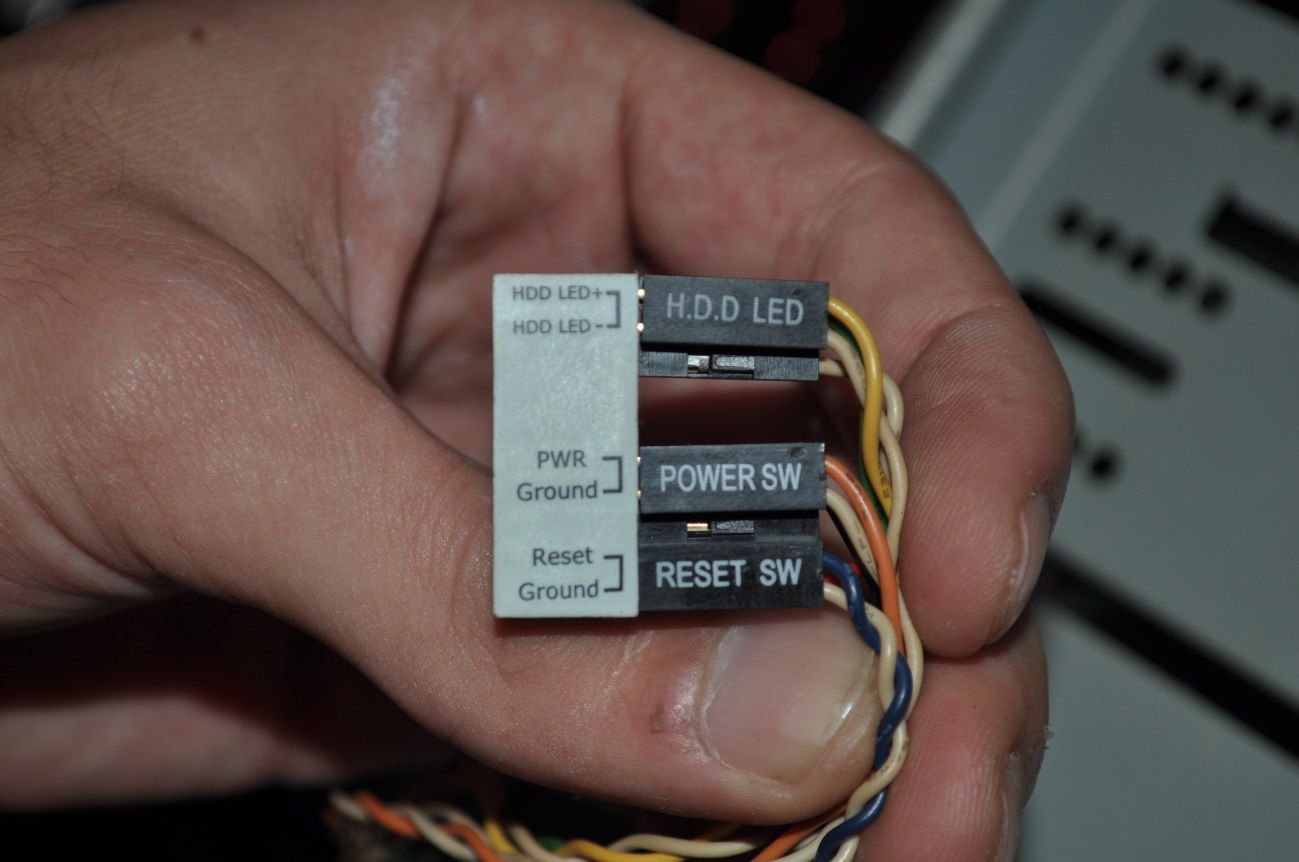 HDD LED+
HDD LED-
H.D.D LED
PWR
Ground
POWER SW
Reset
Ground
RESET SW